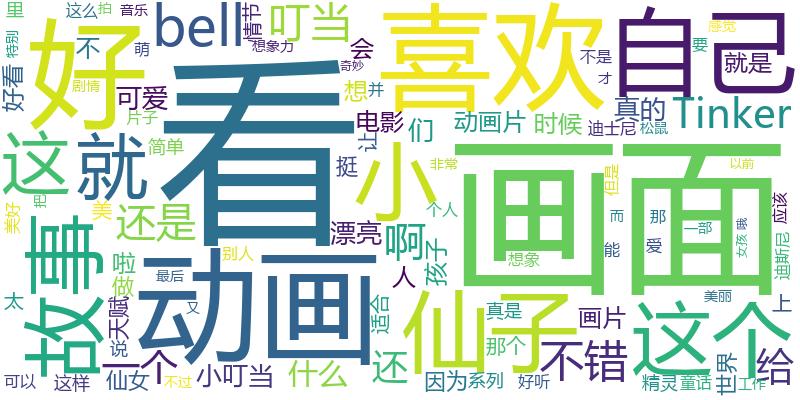 里
这么
拍
音乐
bell
情节
叮当
特别
不
萌
想象力
会
喜欢
自己
感觉
不是
要
就是
好
好看
剧情
可爱
奇妙
想
并
才
看
片子
电影
们
动画片
时候
真的
迪士尼
松鼠
Tinker
这
就
简单
让
挺
小
非常
画面
但是
以前
美好
把
美
还是
漂亮
啊
个人
而
那
一部
女孩
哦
应该
故事
啦
别人
孩子
想象
能
爱
迪斯尼
做
最后
动画
人
太
说
天赋
又
适合
仙子
真是
画片
这个
美丽
上
一个
那个
不错
给
世界
可以
这样
仙女
不过
小叮当
什么
还
因为
系列
好听
精灵
童话
工作